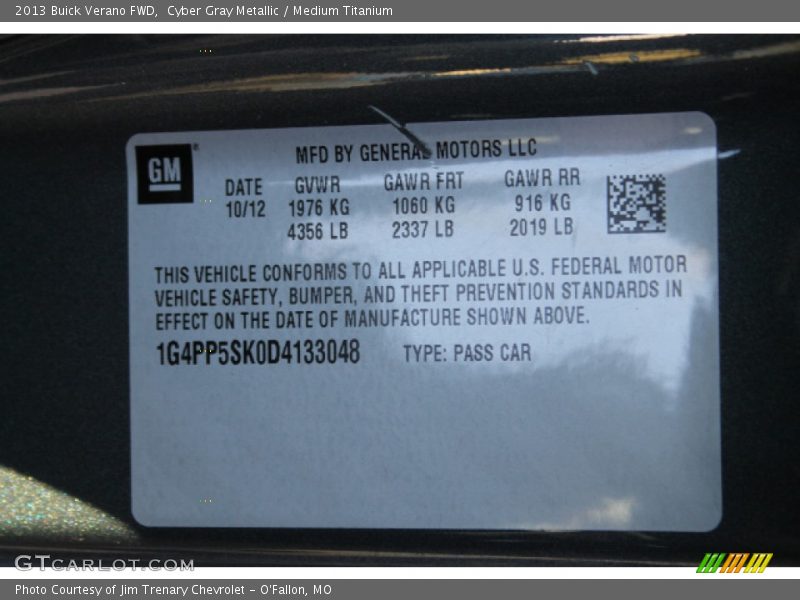 2013 Buick Verano FWD,  Cyber Gray Metallic / Medium Titanium
GM ®
MFD BY GENERAL MOTORS LLC
DATE GVWR GAWR FRT GAWR RR
10/12 1976 KG 1060 KG 916 KG
4356 LB 2337 LB 2019 LB
THIS VEHICLE CONFORMS TO ALL APPLICABLE U.S. FEDERAL MOTOR
VEHICLE SAFETY, BUMPER, AND THEFT PREVENTION STANDARDS IN
EFFECT ON THE DATE OF MANUFACTURE SHOWN ABOVE.
1G4PP5SK0D4133048 TYPE: PASS CAR
GTCARLOT.COM
Photo Courtesy of Jim Trenary Chevrolet - O'Fallon, MO